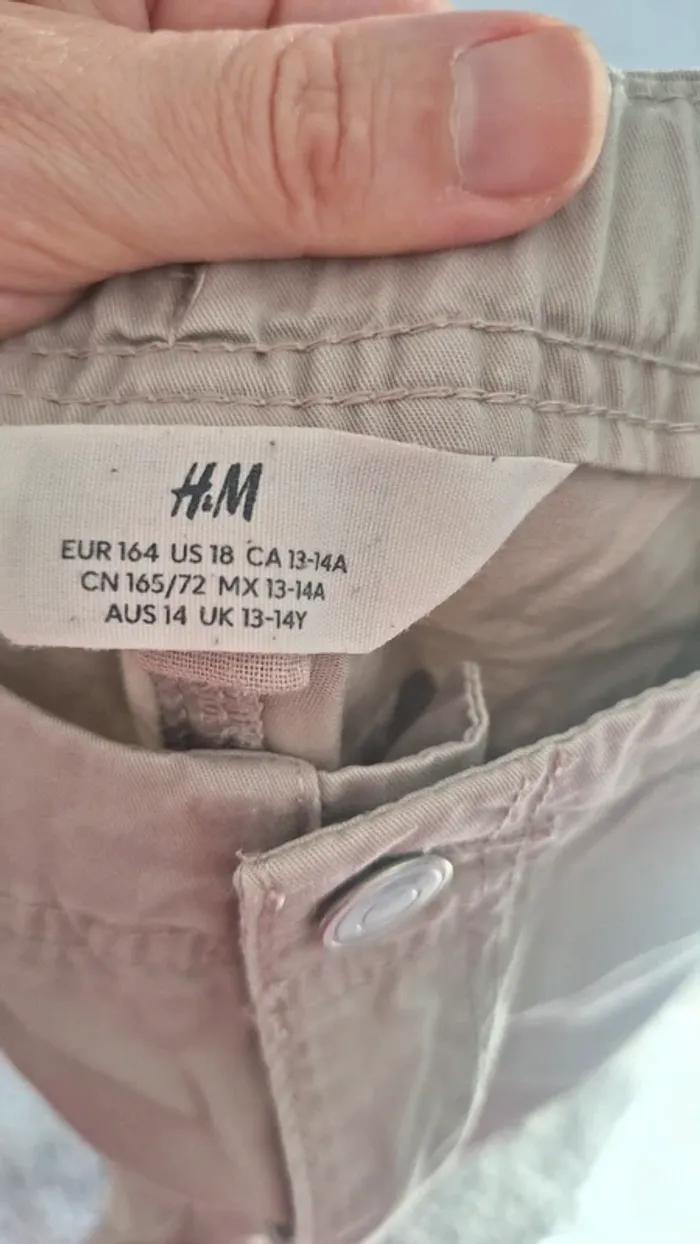 H&M
EUR 164 US 18 CA 13-14A
CN 165/72 MX 13-14A
AUS 14 UK 13-14Y